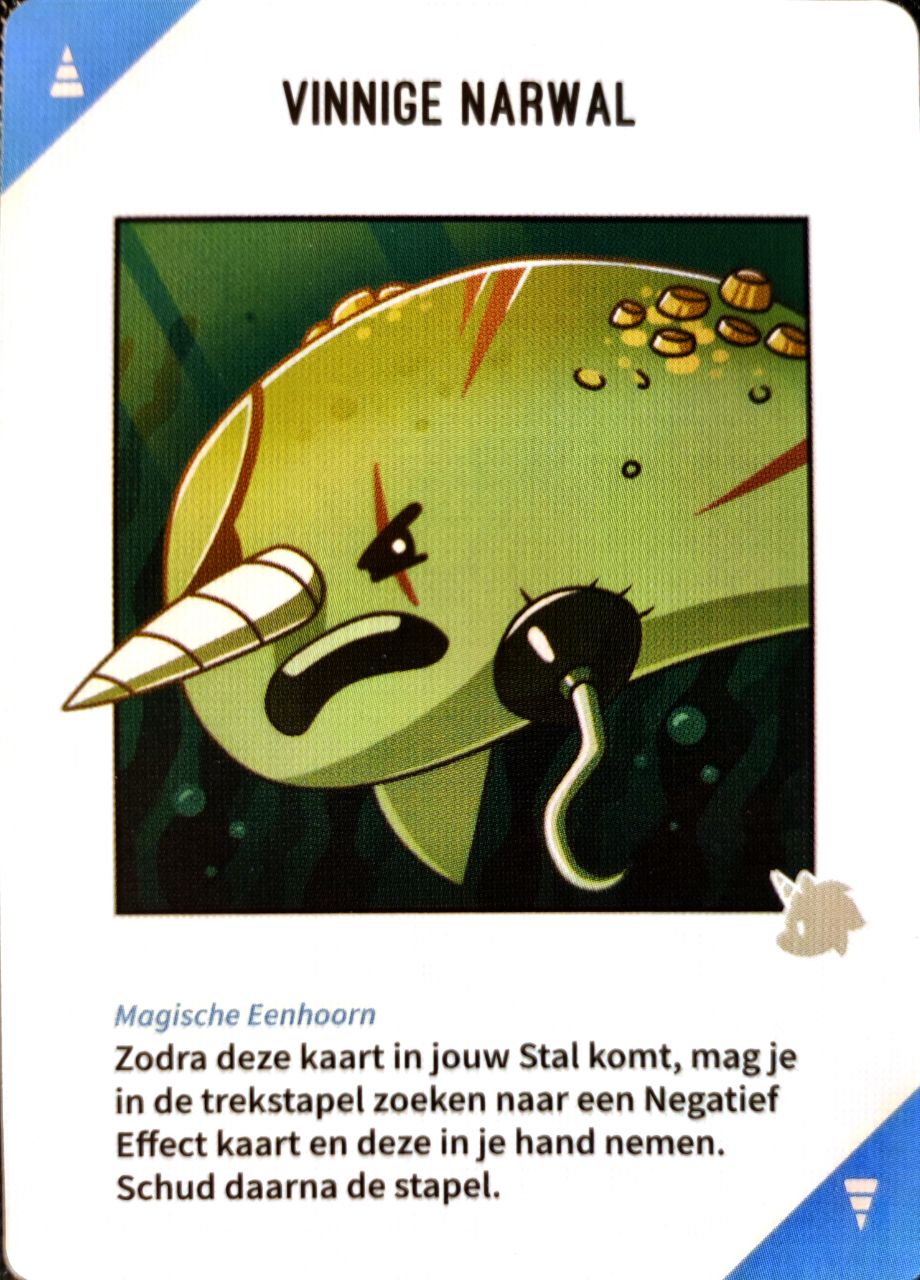 VINNIGE NARWAL
Magische Eenhoorn
Zodra deze kaart in jouw Stal komt, mag je
in de trekstapel zoeken naar een Negatief
Effect kaart en deze in je hand nemen.
Schud daarna de stapel.